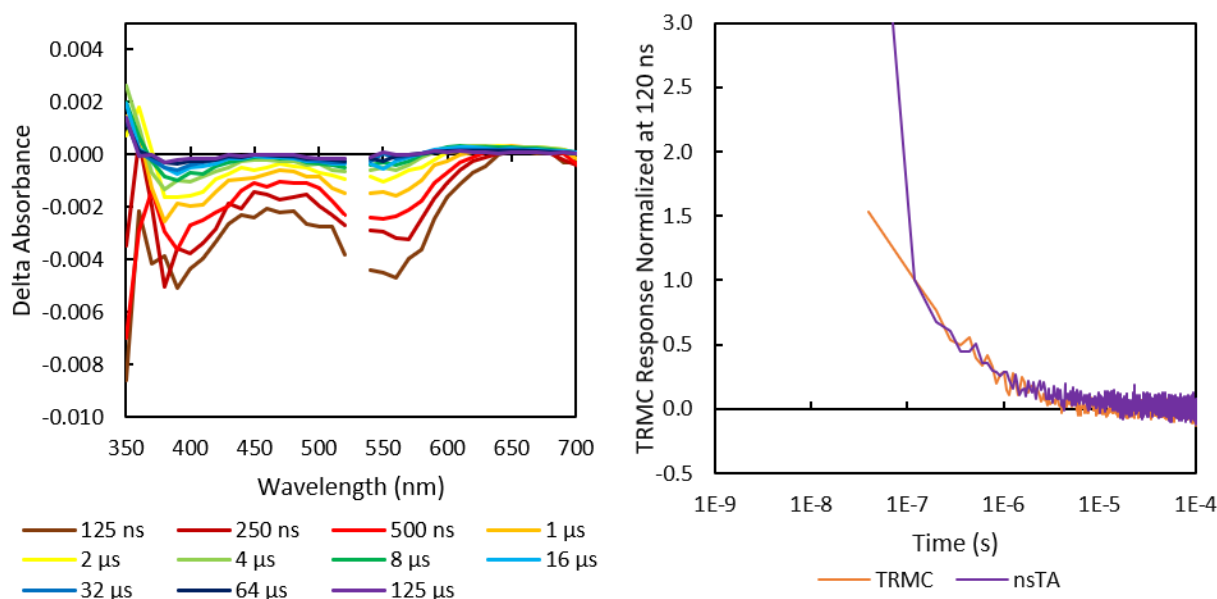 Delta Absorbance
0.004
0.002
0.000
-0.002
-0.004
-0.006
-0.008
-0.010
350 400 450 500 550 600 650 700
Wavelength (nm)
125 ns 250 ns 500 ns 1 µs
2 µs 4 µs 8 µs 16 µs
32 µs 64 µs 125 µs
TRMC Response Normalized at 120 ns
3.0
2.5
2.0
1.5
1.0
0.5
0.0
-0.5
1E-9 1E-8 1E-7 1E-6 1E-5 1E-4
Time (s)
TRMC nsTA